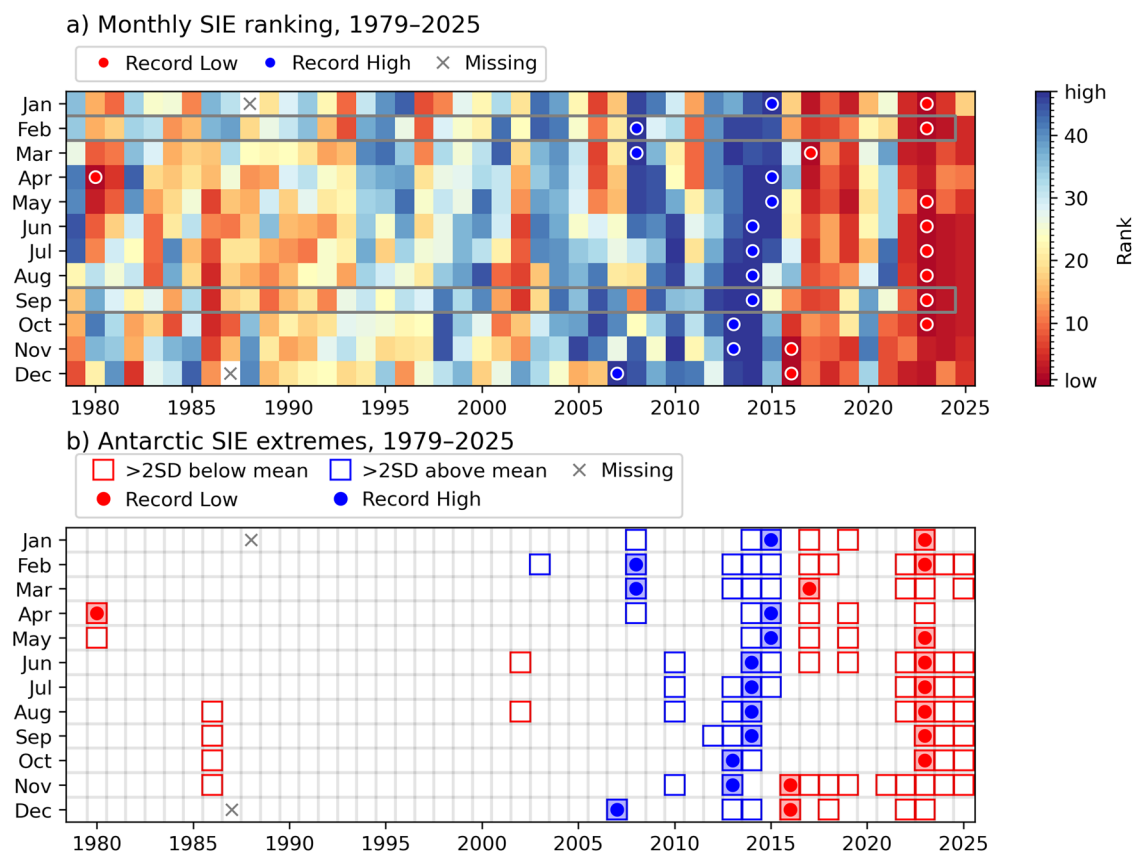 a) Monthly SIE ranking, 1979–2025
Record Low Record High Missing
Jan
Feb
Mar
Apr
May
Jun
Jul
Aug
Sep
Oct
Nov
Dec
1980 1985 1990 1995 2000 2005 2010 2015 2020 2025
high
40
30
20
10
low
Rank
b) Antarctic SIE extremes, 1979–2025
>2SD below mean >2SD above mean Missing
Record Low Record High
Jan
Feb
Mar
Apr
May
Jun
Jul
Aug
Sep
Oct
Nov
Dec
1980 1985 1990 1995 2000 2005 2010 2015 2020 2025